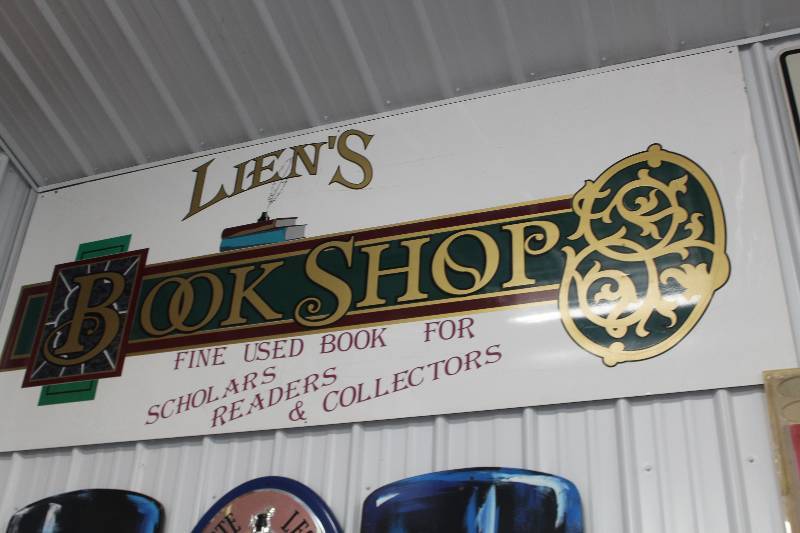 LIEN'S
BOOK SHOP
FINE USED BOOK FOR
SCHOLARS
READERS
& COLLECTORS